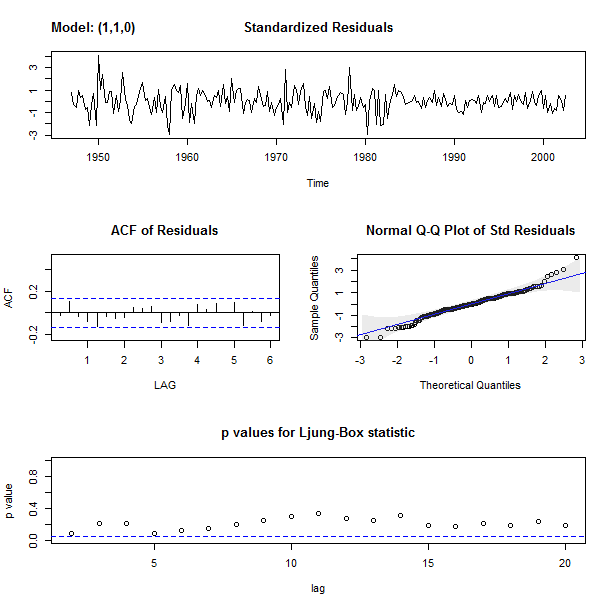 Model: (1,1,0) Standardized Residuals
3
1
-1
-3
1950 1960 1970 1980 1990 2000
Time
ACF of Residuals
ACF
0.2
-0.2
1 2 3 4 5 6
LAG
Normal Q-Q Plot of Std Residuals
Sample Quantiles
3
1
-1
-3
-3 -2 -1 0 1 2 3
Theoretical Quantiles
p values for Ljung-Box statistic
p value
0.8
0.4
0.0
5 10 15 20
lag